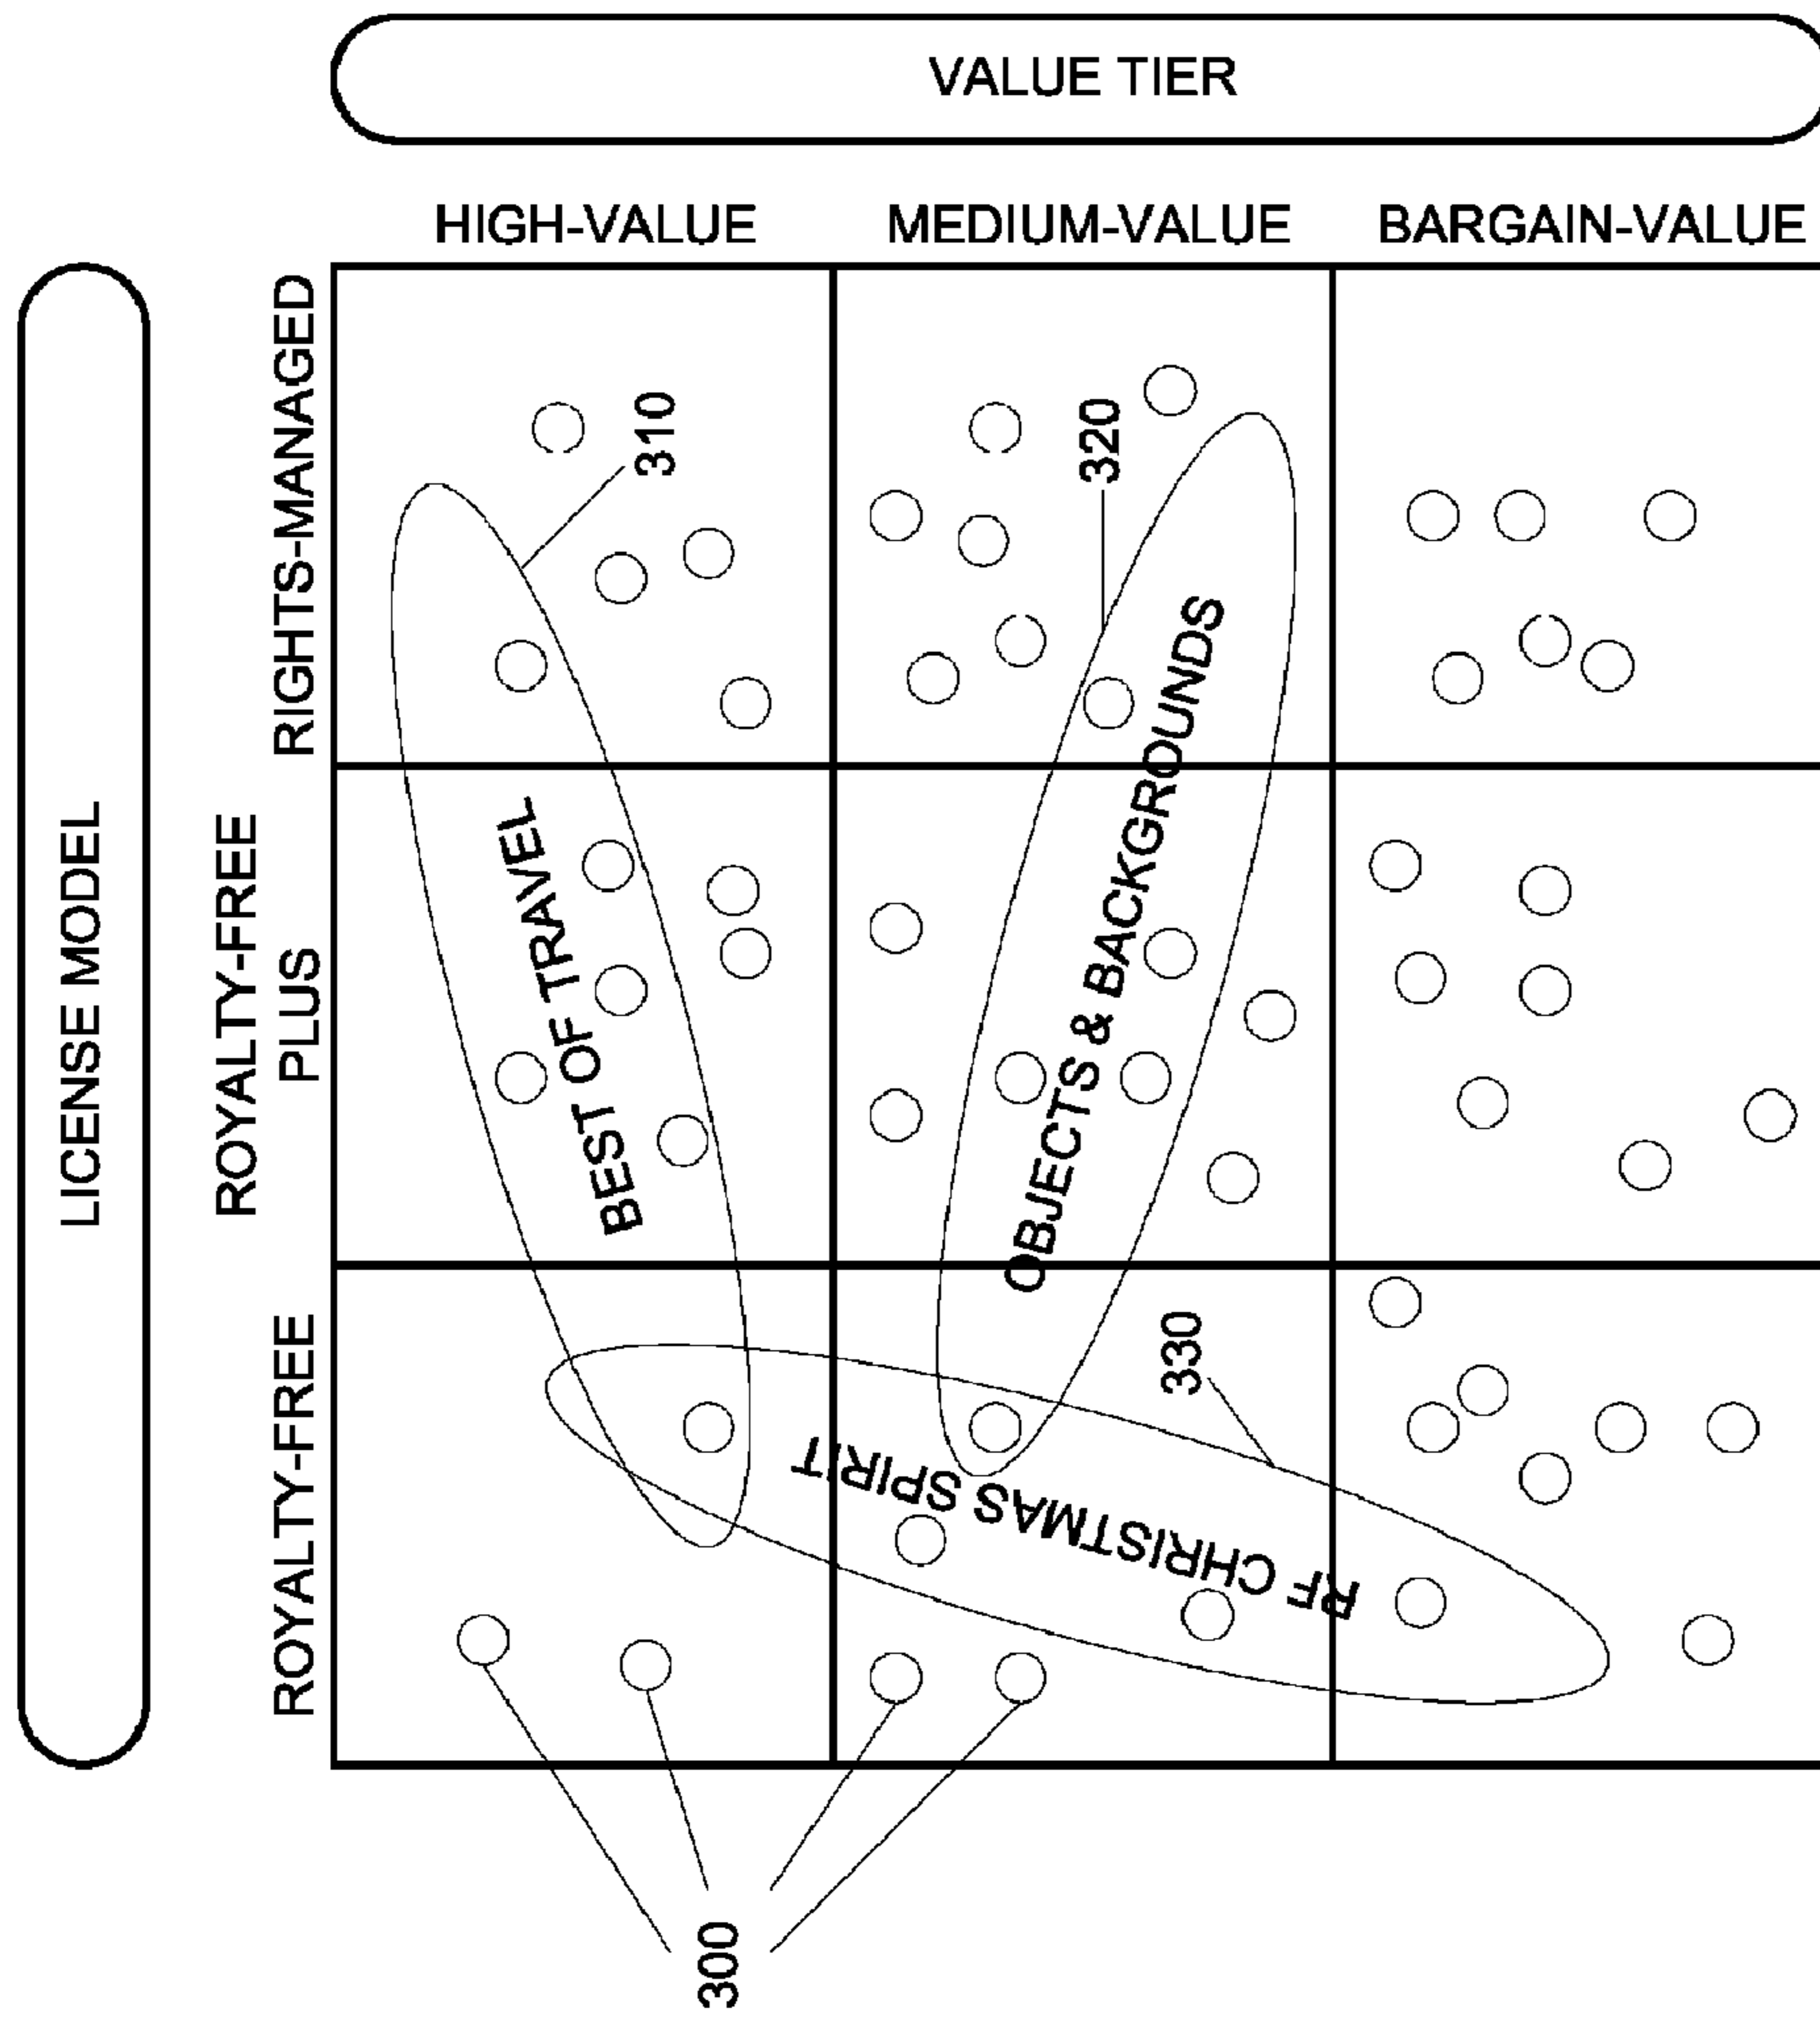 VALUE TIER
HIGH-VALUE
MEDIUM-VALUE
BARGAIN-VALUE
LICENSE MODEL
RIGHTS-MANAGED
ROYALTY-FREE
PLUS
ROYALTY-FREE
310
320
BEST OF TRAVEL
OBJECTS & BACKGROUNDS
330
RF CHRISTMAS SPIRIT
300